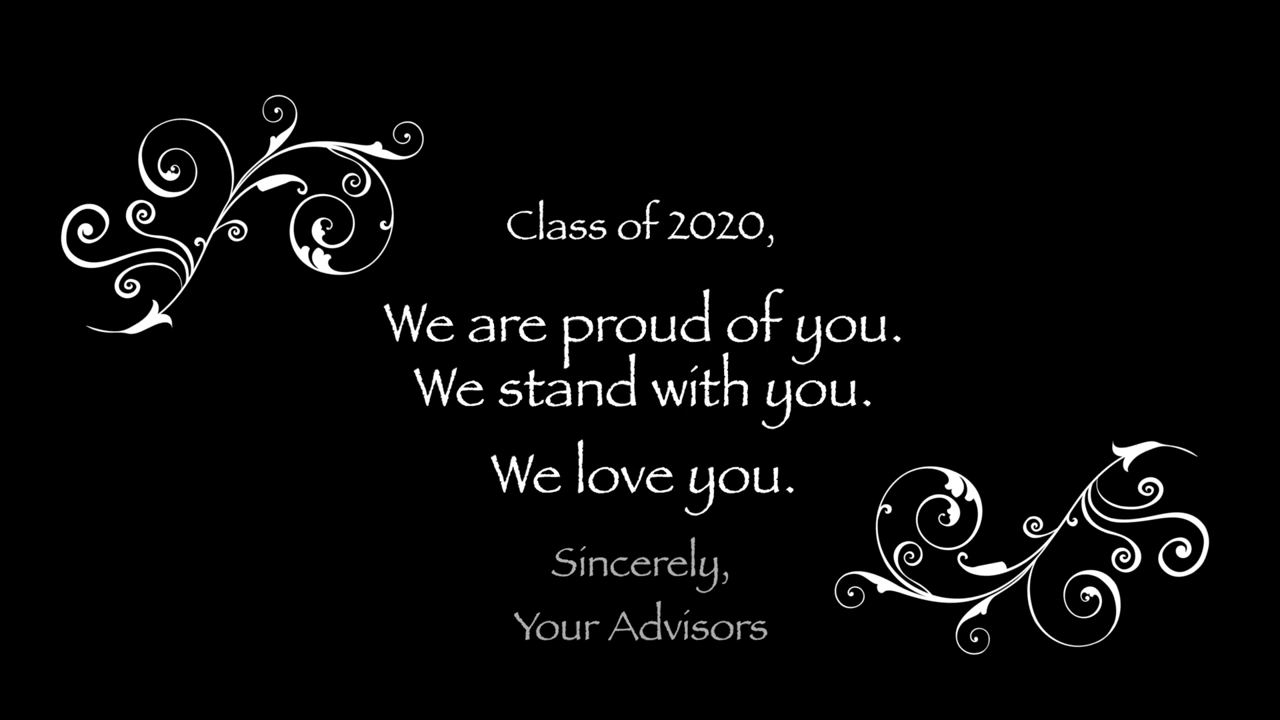 Class of 2020,
We are proud of you.
We stand with you.
We love you.
Sincerely,
Your Advisors